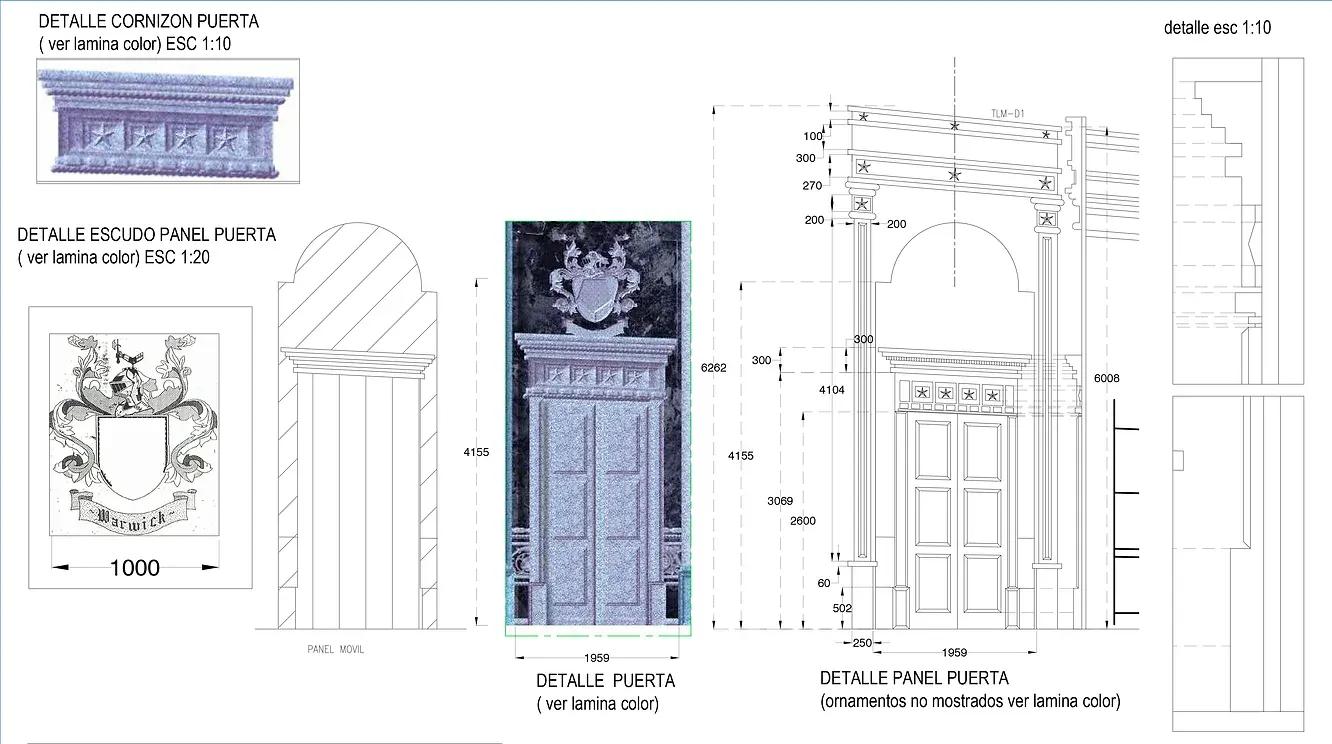 DETALLE CORNIZON PUERTA
( ver lamina color) ESC 1:10
detalle esc 1:10
DETALLE ESCUDO PANEL PUERTA
( ver lamina color) ESC 1:20
Warwick
1000
PANEL MOVIL
4155
1959
DETALLE PUERTA
( ver lamina color)
TLM-D1
100
300
270
200
200
300
300
6262
4104
6008
4155
3069
2600
60
502
250
1959
DETALLE PANEL PUERTA
(ornamentos no mostrados ver lamina color)